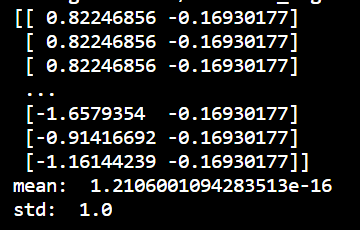 [[ 0.82246856 -0.16930177]
[ 0.82246856 -0.16930177]
[ 0.82246856 -0.16930177]
...
[-1.6579354  -0.16930177]
[-0.91416692 -0.16930177]
[-1.16144239 -0.16930177]]
mean:  1.2106001094283513e-16
std:  1.0